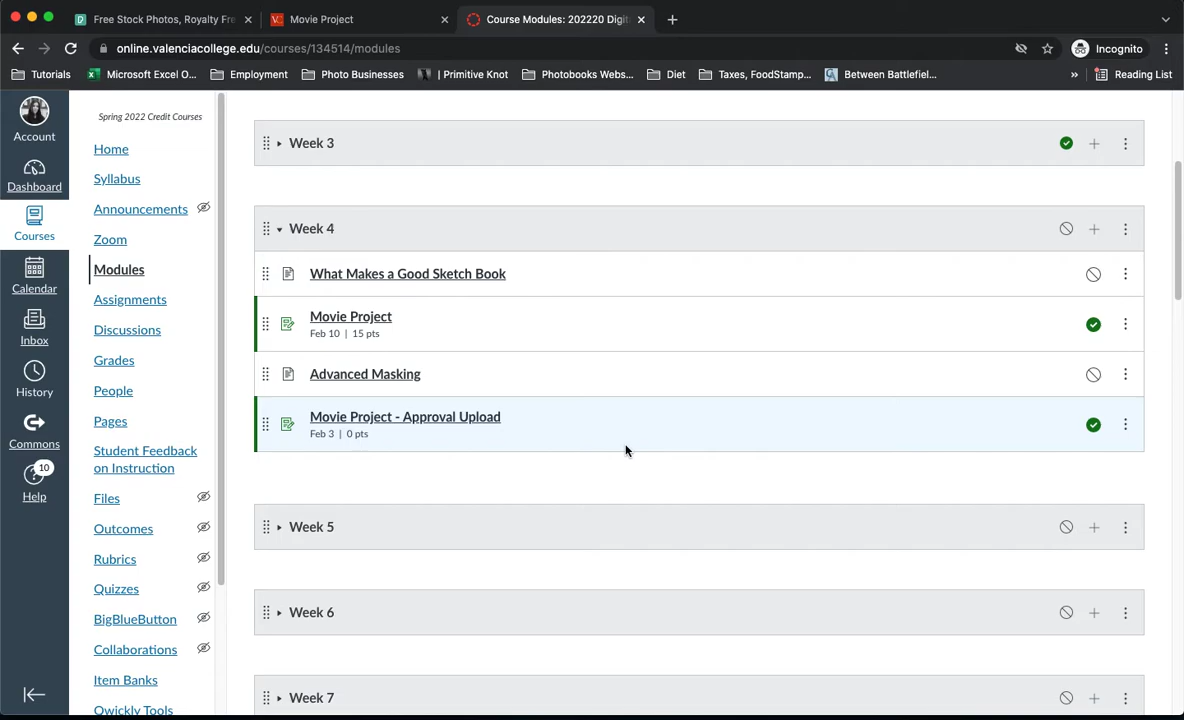 Free Stock Photos, Royalty Fre
Movie Project
Course Modules: 202220 Digit
online.valenciacollege.edu/courses/134514/modules
Incognito
Tutorials
Microsoft Excel O...
Employment
Photo Businesses
| Primitive Knot
Photobooks Webs...
Diet
Taxes, FoodStamp...
Between Battlefiel...
»
Reading List
Account
Dashboard
Courses
Calendar
Inbox
History
Commons
10
Help
Spring 2022 Credit Courses
Home
Syllabus
Announcements
Zoom
Modules
Assignments
Discussions
Grades
People
Pages
Student Feedback
on Instruction
Files
Outcomes
Rubrics
Quizzes
BigBlueButton
Collaborations
Item Banks
Qwickly Tools
Week 3
Week 4
What Makes a Good Sketch Book
Movie Project
Feb 10 | 15 pts
Advanced Masking
Movie Project - Approval Upload
Feb 3 | 0 pts
Week 5
Week 6
Week 7